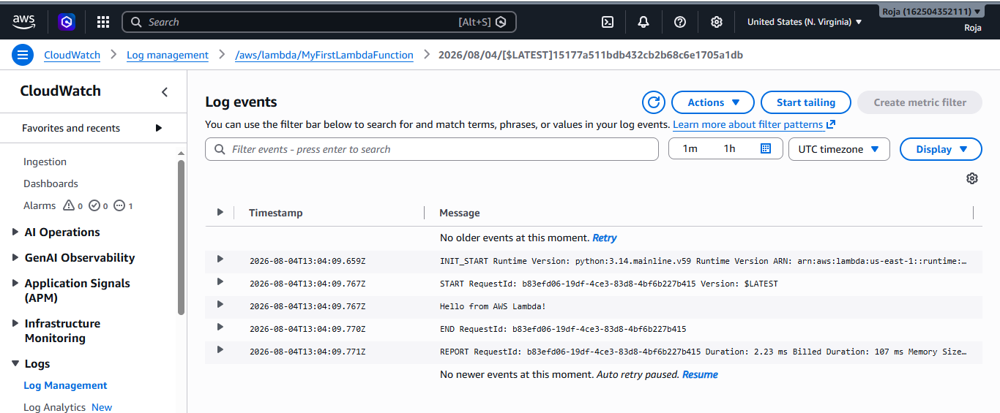 aws
Search [Alt+S]
United States (N. Virginia)
Roja (162504352111)
Roja
CloudWatch
Log management
/aws/lambda/MyFirstLambdaFunction
2026/08/04/[$LATEST]15177a511bdb432cb2b68c6e1705a1db
CloudWatch
Favorites and recents
Ingestion
Dashboards
Alarms 0 0 1
AI Operations
GenAI Observability
Application Signals
(APM)
Infrastructure
Monitoring
Logs
Log Management
Log Analytics New
Log events
Actions
Start tailing
Create metric filter
You can use the filter bar below to search for and match terms, phrases, or values in your log events. Learn more about filter patterns
Filter events - press enter to search
1m 1h
UTC timezone
Display
Timestamp Message
No older events at this moment. Retry
2026-08-04T13:04:09.659Z INIT_START Runtime Version: python:3.14.mainline.v59 Runtime Version ARN: arn:aws:lambda:us-east-1::runtime:…
2026-08-04T13:04:09.767Z START RequestId: b83efd06-19df-4ce3-83d8-4bf6b227b415 Version: $LATEST
2026-08-04T13:04:09.767Z Hello from AWS Lambda!
2026-08-04T13:04:09.770Z END RequestId: b83efd06-19df-4ce3-83d8-4bf6b227b415
2026-08-04T13:04:09.771Z REPORT RequestId: b83efd06-19df-4ce3-83d8-4bf6b227b415 Duration: 2.23 ms Billed Duration: 107 ms Memory Size…
No newer events at this moment. Auto retry paused. Resume